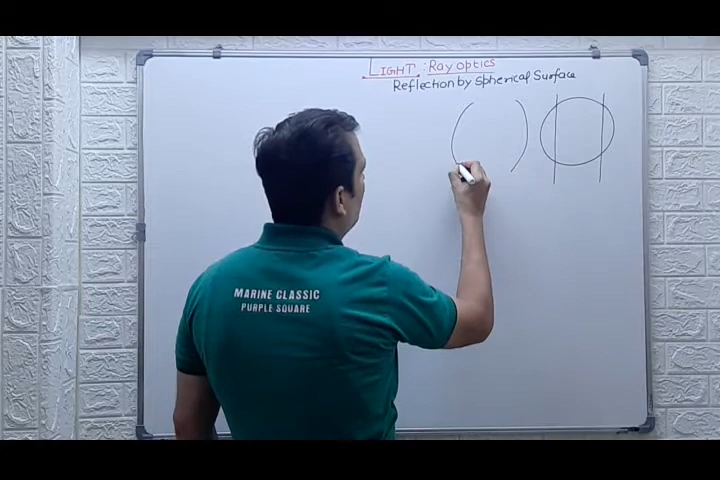 LIGHT : Ray optics
Reflection by Spherical Surface
MARINE CLASSIC
PURPLE SQUARE